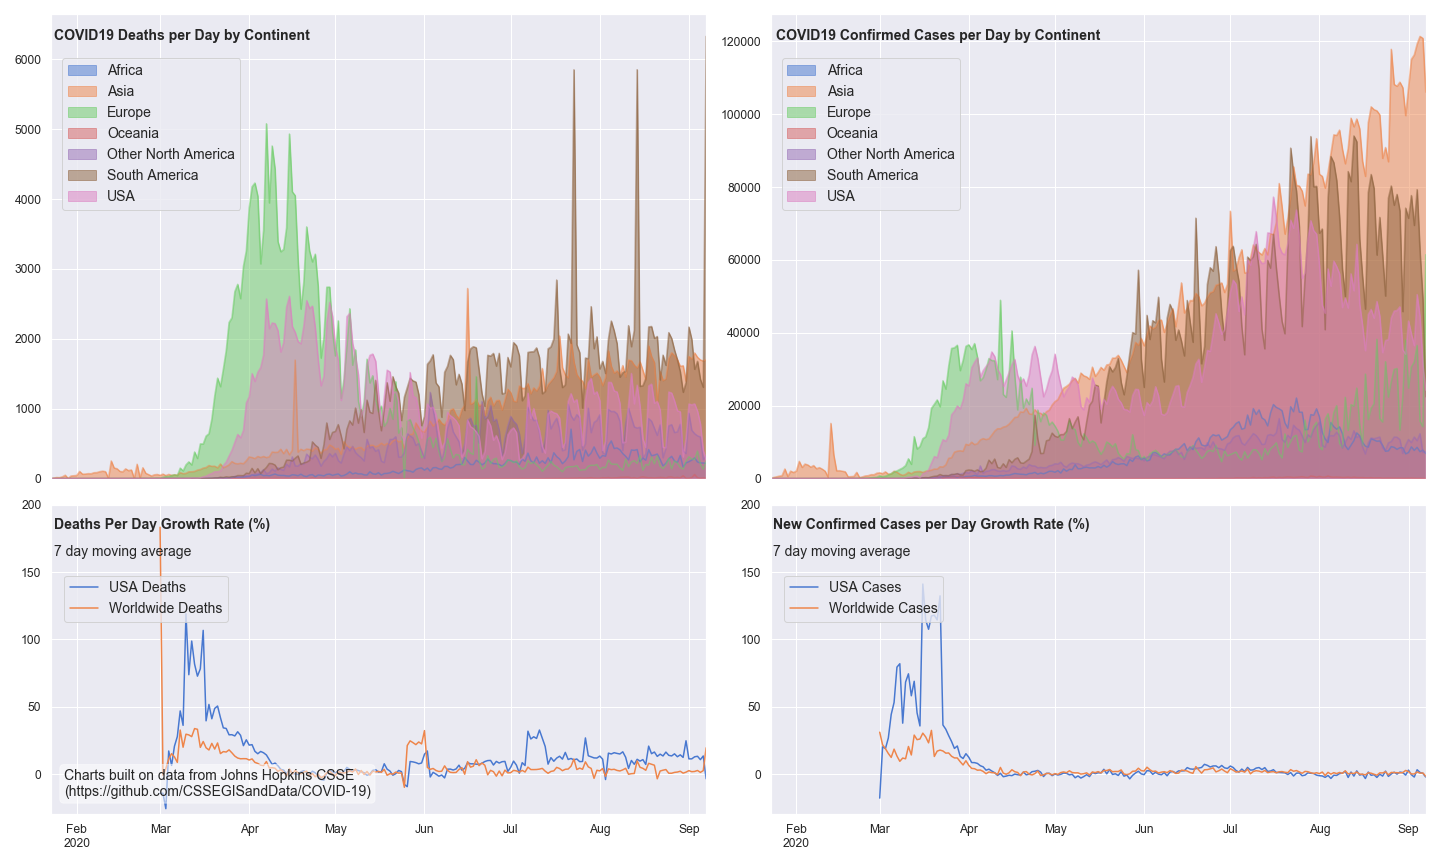 COVID19 Deaths per Day by Continent
Africa
Asia
Europe
Oceania
Other North America
South America
USA
6000
5000
4000
3000
2000
1000
0
COVID19 Confirmed Cases per Day by Continent
Africa
Asia
Europe
Oceania
Other North America
South America
USA
120000
100000
80000
60000
40000
20000
0
Deaths Per Day Growth Rate (%)
7 day moving average
USA Deaths
Worldwide Deaths
200
150
100
50
0
Charts built on data from Johns Hopkins CSSE
(https://github.com/CSSEGISandData/COVID-19)
Feb Mar Apr May Jun Jul Aug Sep
2020
New Confirmed Cases per Day Growth Rate (%)
7 day moving average
USA Cases
Worldwide Cases
200
150
100
50
0
Feb Mar Apr May Jun Jul Aug Sep
2020